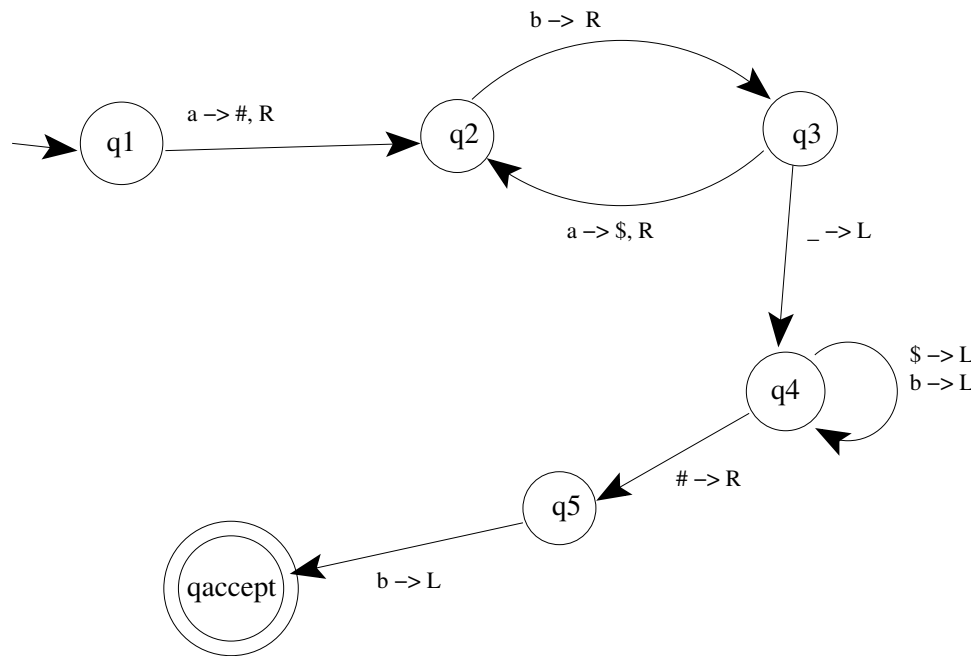 b –> R
a –> #, R
q1
q2
q3
a –> $, R
_ –> L
$ –> L
b –> L
q4
# –> R
q5
b –> L
qaccept